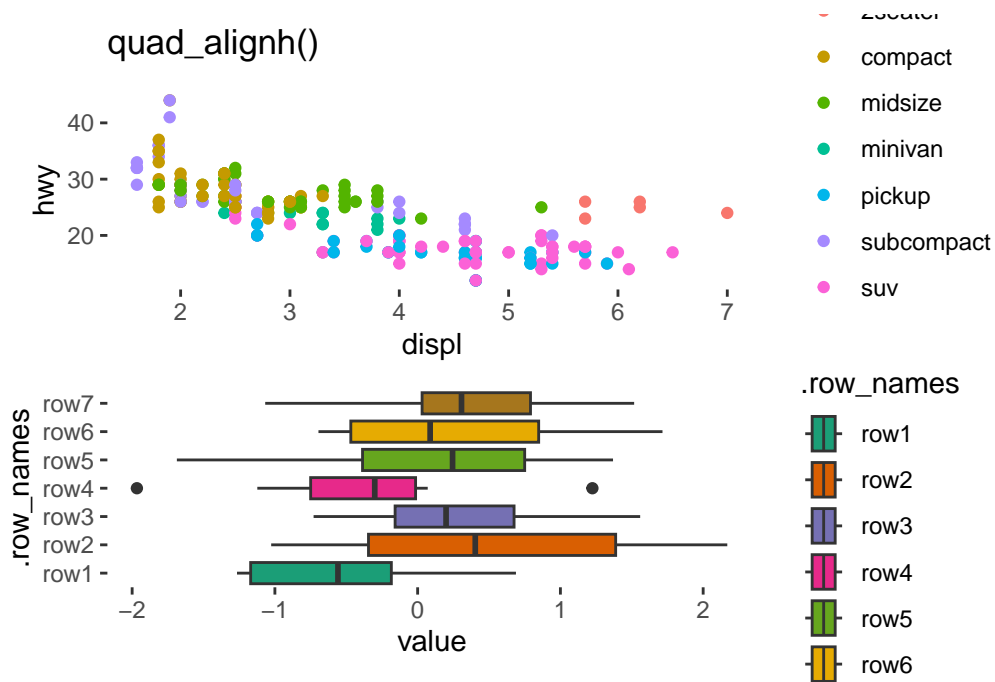 quad_alignh()
hwy
40
30
20
2 3 4 5 6 7
displ
compact
midsize
minivan
pickup
subcompact
suv
.row_names
row7
row6
row5
row4
row3
row2
row1
−2 −1 0 1 2
value
.row_names
row1
row2
row3
row4
row5
row6